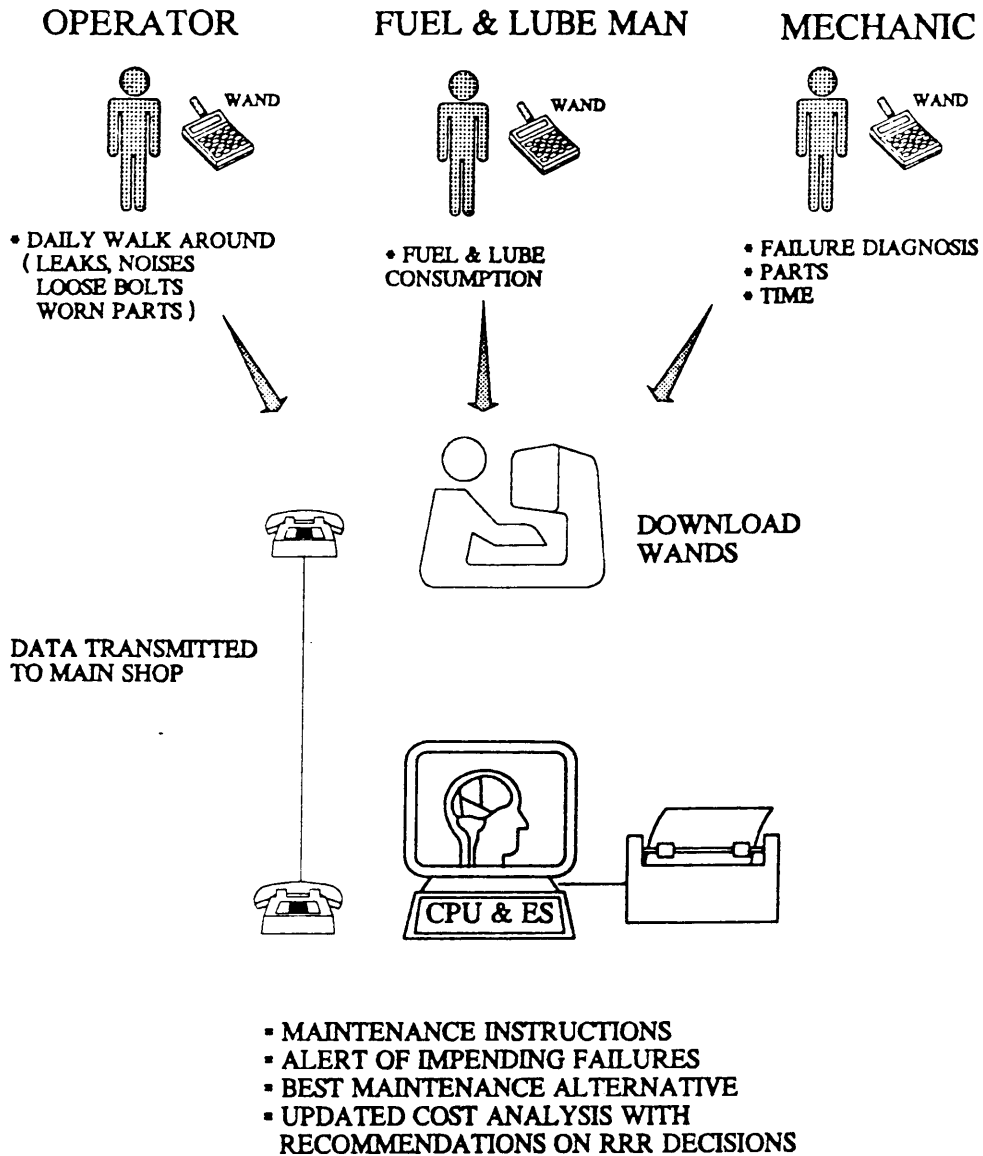 OPERATOR
FUEL & LUBE MAN
MECHANIC
WAND
WAND
WAND
• DAILY WALK AROUND
( LEAKS, NOISES
LOOSE BOLTS
WORN PARTS )
• FUEL & LUBE
CONSUMPTION
• FAILURE DIAGNOSIS
• PARTS
• TIME
DOWNLOAD
WANDS
DATA TRANSMITTED
TO MAIN SHOP
CPU & ES
▪ MAINTENANCE INSTRUCTIONS
▪ ALERT OF IMPENDING FAILURES
▪ BEST MAINTENANCE ALTERNATIVE
▪ UPDATED COST ANALYSIS WITH
RECOMMENDATIONS ON RRR DECISIONS